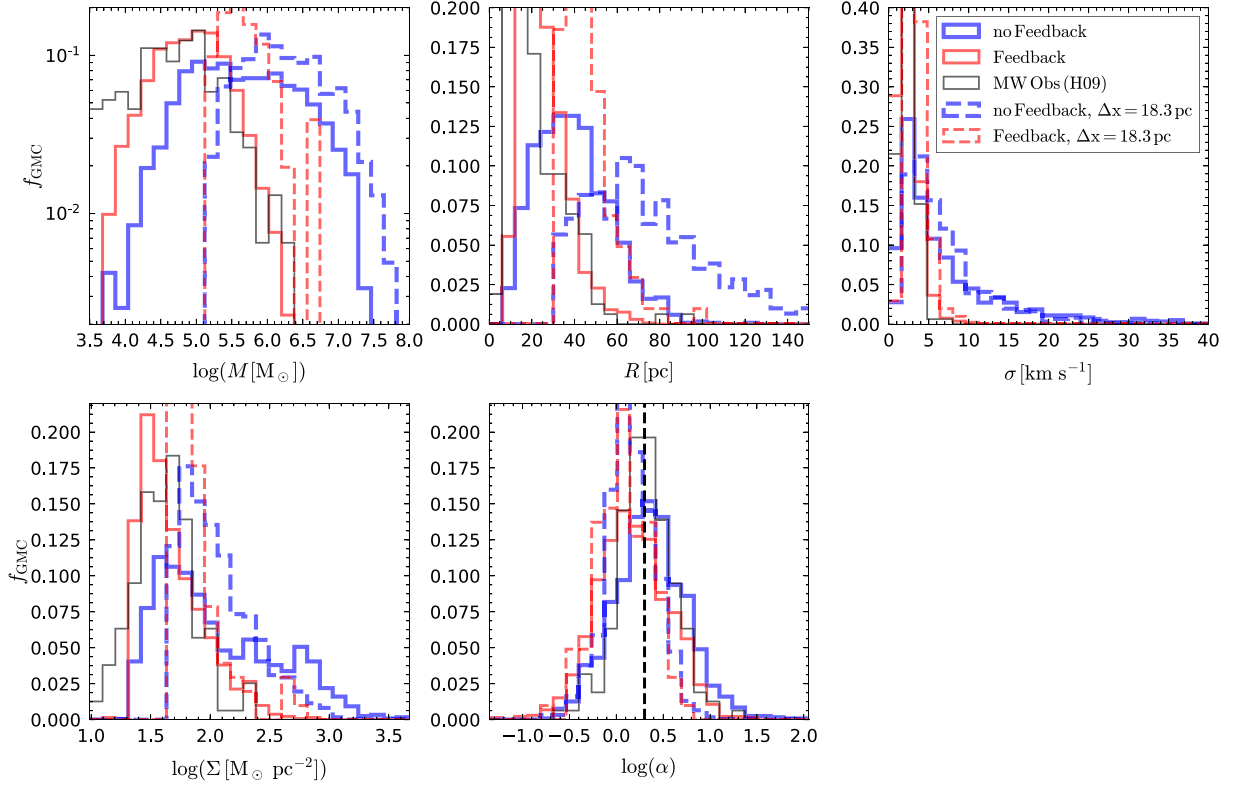 f_GMC
10^{-1}
10^{-2}
3.5 4.0 4.5 5.0 5.5 6.0 6.5 7.0 7.5 8.0
log(M [M_⊙])
0.200
0.175
0.150
0.125
0.100
0.075
0.050
0.025
0.000
0 20 40 60 80 100 120 140
R [pc]
0.40
0.35
0.30
0.25
0.20
0.15
0.10
0.05
0.00
0 5 10 15 20 25 30 35 40
σ [km s^{-1}]
no Feedback
Feedback
MW Obs (H09)
no Feedback, Δx = 18.3 pc
Feedback, Δx = 18.3 pc
f_GMC
0.200
0.175
0.150
0.125
0.100
0.075
0.050
0.025
0.000
1.0 1.5 2.0 2.5 3.0 3.5
log(Σ [M_⊙ pc^{-2}])
0.200
0.175
0.150
0.125
0.100
0.075
0.050
0.025
0.000
−1.0 −0.5 0.0 0.5 1.0 1.5 2.0
log(α)